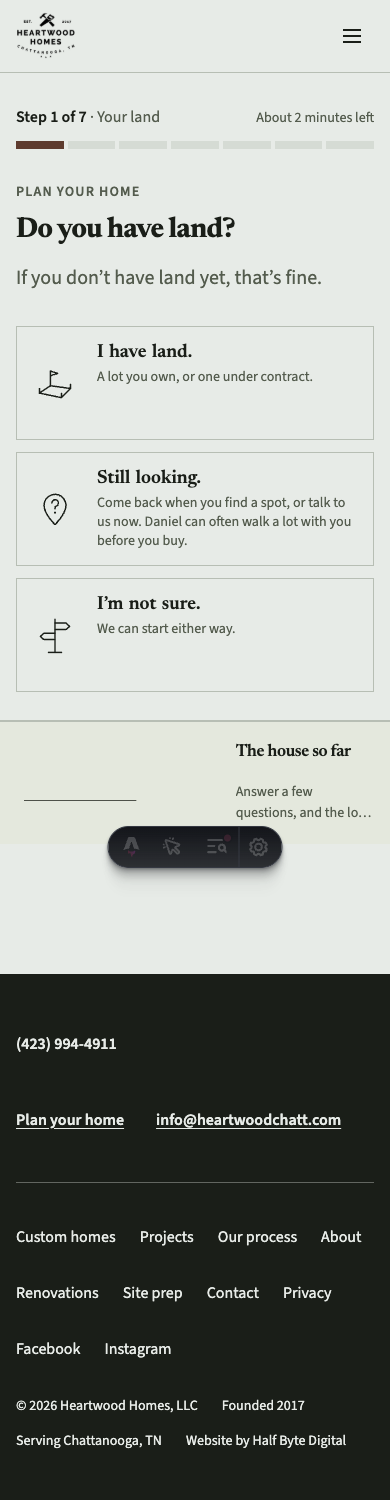 EST. 2017
HEARTWOOD
HOMES
CHATTANOOGA, TN
Step 1 of 7 · Your land
About 2 minutes left
PLAN YOUR HOME
Do you have land?
If you don’t have land yet, that’s fine.
I have land.
A lot you own, or one under contract.
Still looking.
Come back when you find a spot, or talk to
us now. Daniel can often walk a lot with you
before you buy.
I’m not sure.
We can start either way.
The house so far
Answer a few
questions, and the lo…
(423) 994-4911
Plan your home info@heartwoodchatt.com
Custom homes Projects Our process About
Renovations Site prep Contact Privacy
Facebook Instagram
© 2026 Heartwood Homes, LLC Founded 2017
Serving Chattanooga, TN Website by Half Byte Digital